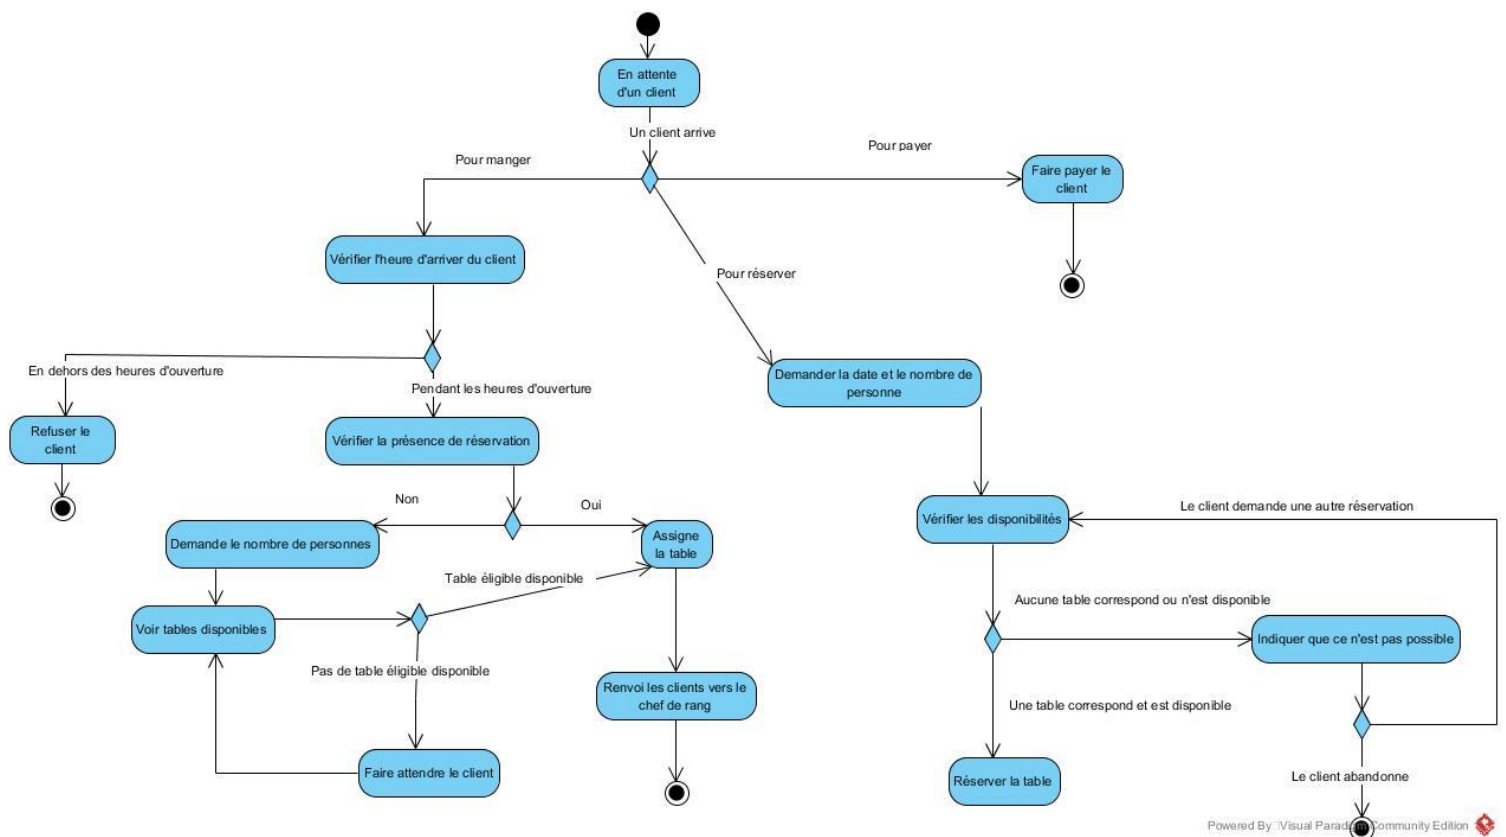 En attente
d'un client
Un client arrive
Pour manger
Pour payer
Faire payer le
client
Vérifier l'heure d'arriver du client
Pour réserver
En dehors des heures d'ouverture
Pendant les heures d'ouverture
Demander la date et le nombre de
personne
Refuser le
client
Vérifier la présence de réservation
Non
Oui
Le client demande une autre réservation
Vérifier les disponibilités
Demande le nombre de personnes
Assigne
la table
Table éligible disponible
Aucune table correspond ou n'est disponible
Voir tables disponibles
Indiquer que ce n'est pas possible
Pas de table éligible disponible
Renvoi les clients vers le
chef de rang
Une table correspond et est disponible
Faire attendre le client
Réserver la table
Le client abandonne
Powered By Visual Paradigm Community Edition